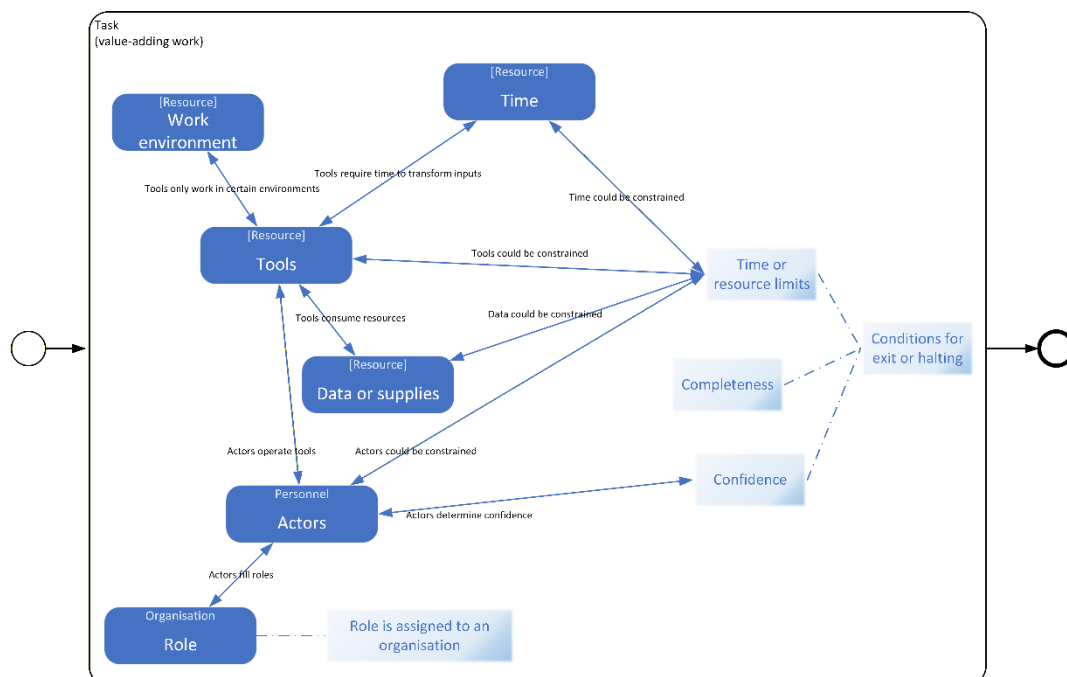 Task
(value-adding work)
[Resource]
Time
[Resource]
Work
environment
Tools require time to transform inputs
Tools only work in certain environments
Time could be constrained
[Resource]
Tools
Tools could be constrained
Time or
resource limits
Tools consume resources
Data could be constrained
Conditions for
exit or halting
[Resource]
Data or supplies
Completeness
Actors operate tools
Actors could be constrained
Confidence
Personnel
Actors
Actors determine confidence
Actors fill roles
Organisation
Role
Role is assigned to an
organisation